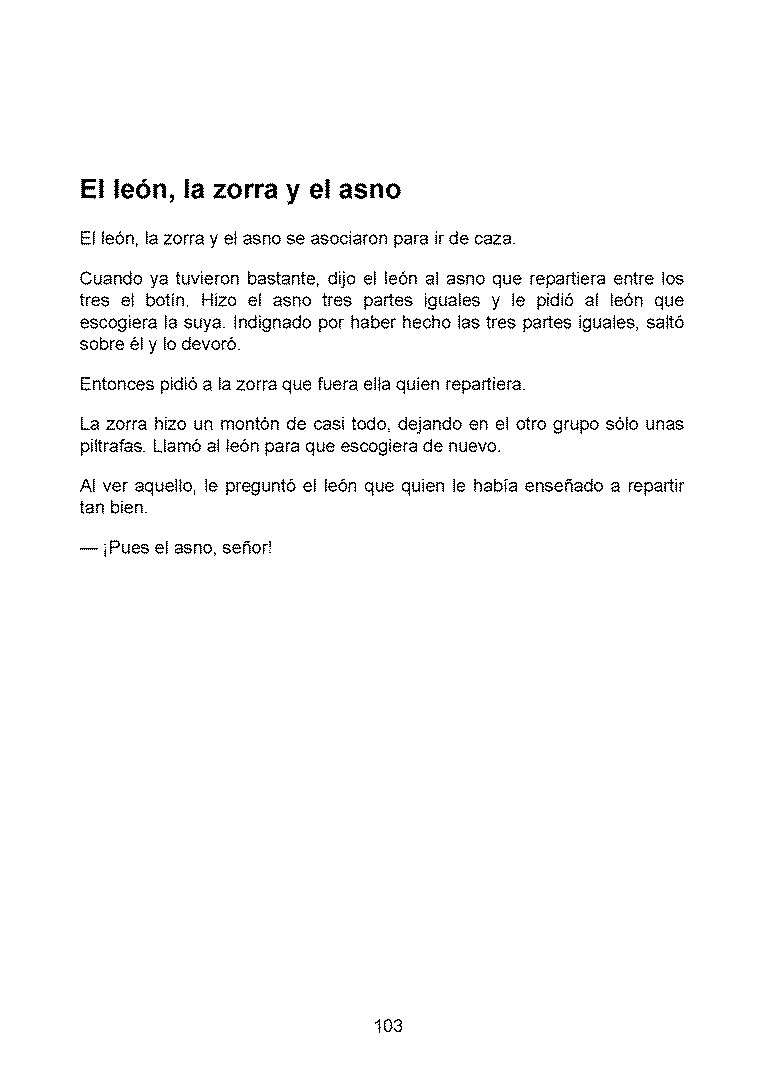 El león, la zorra y el asno
El león, la zorra y el asno se asociaron para ir de caza.
Cuando ya tuvieron bastante, dijo el león al asno que repartiera entre los
tres el botín. Hizo el asno tres partes iguales y le pidió al león que
escogiera la suya. Indignado por haber hecho las tres partes iguales, saltó
sobre él y lo devoró.
Entonces pidió a la zorra que fuera ella quien repartiera.
La zorra hizo un montón de casi todo, dejando en el otro grupo sólo unas
piltrafas. Llamó al león para que escogiera de nuevo.
Al ver aquello, le preguntó el león que quien le había enseñado a repartir
tan bien.
— ¡Pues el asno, señor!
103